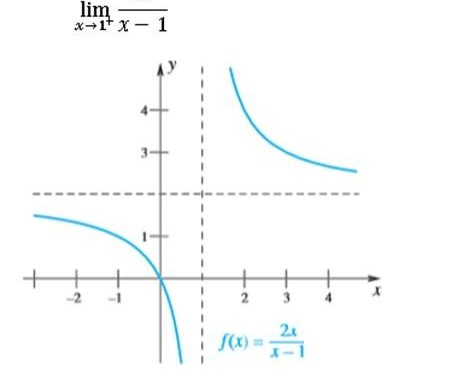 lim
x→1⁺ x − 1
y
4
3
1
-2 -1 2 3 4 x
f(x) = 2x / x − 1